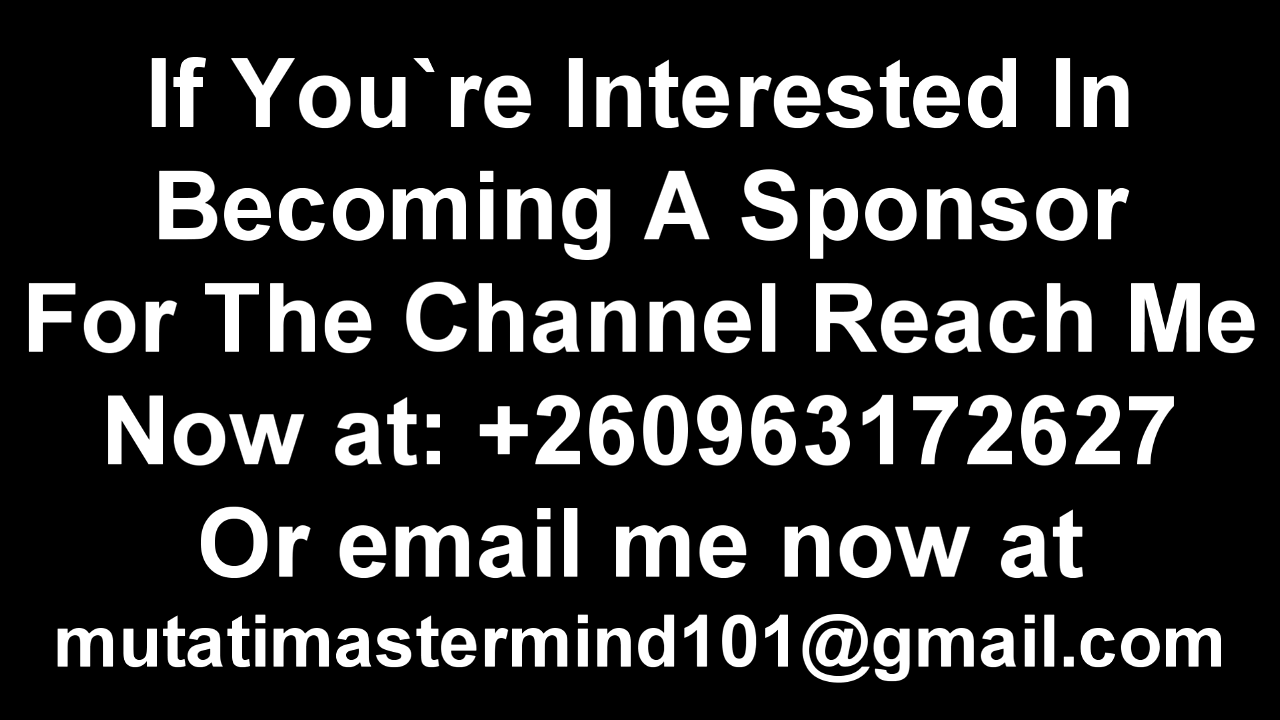 If You`re Interested In
Becoming A Sponsor
For The Channel Reach Me
Now at: +260963172627
Or email me now at
mutatimastermind101@gmail.com